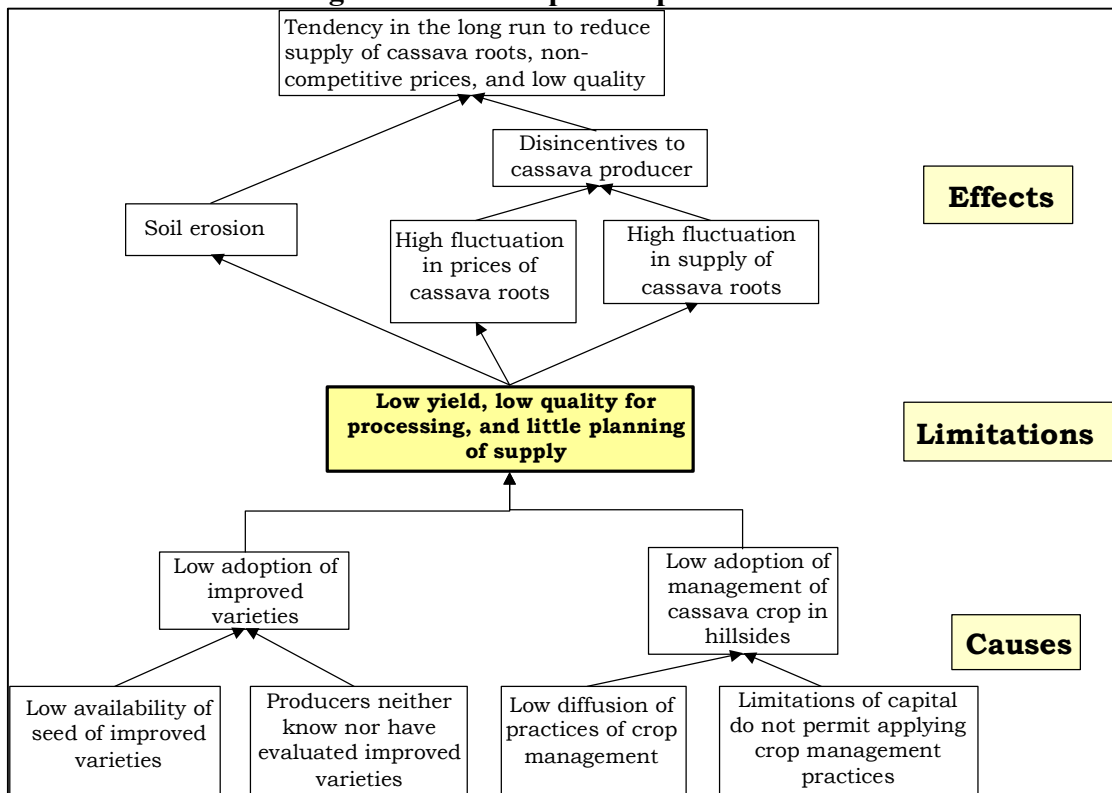 Tendency in the long run to reduce
supply of cassava roots, non-
competitive prices, and low quality
Disincentives to
cassava producer
Effects
Soil erosion
High fluctuation
in prices of
cassava roots
High fluctuation
in supply of
cassava roots
Low yield, low quality for
processing, and little planning
of supply
Limitations
Low adoption of
improved
varieties
Low adoption of
management of
cassava crop in
hillsides
Causes
Low availability of
seed of improved
varieties
Producers neither
know nor have
evaluated improved
varieties
Low diffusion of
practices of crop
management
Limitations of capital
do not permit applying
crop management
practices